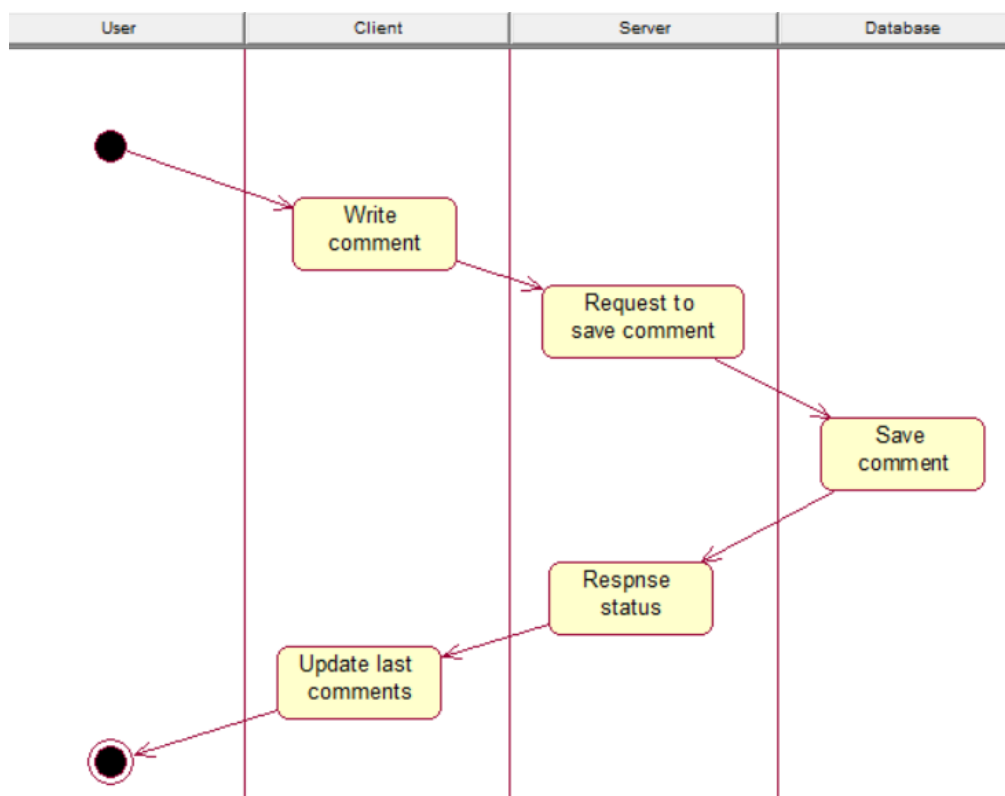 User
Client
Server
Database
Write
comment
Request to
save comment
Save
comment
Respnse
status
Update last
comments